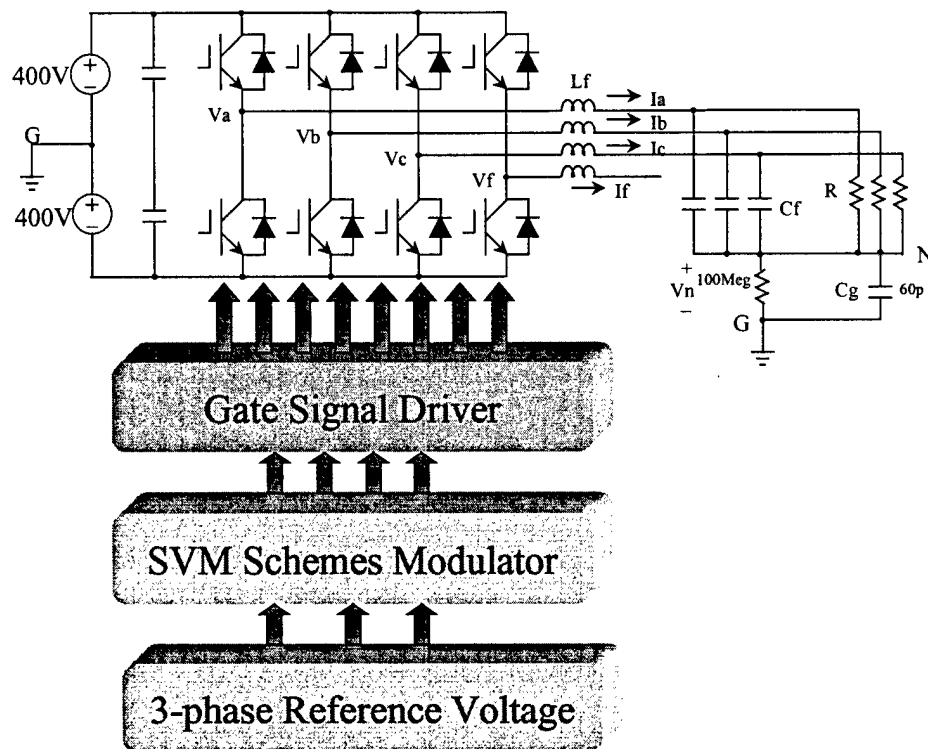 400V
+
−
G
400V
+
−
Va
Vb
Vc
Vf
Lf
Ia
Ib
Ic
If
Cf
R
N
+
Vn
−
100Meg
G
Cg
60p
Gate Signal Driver
SVM Schemes Modulator
3-phase Reference Voltage